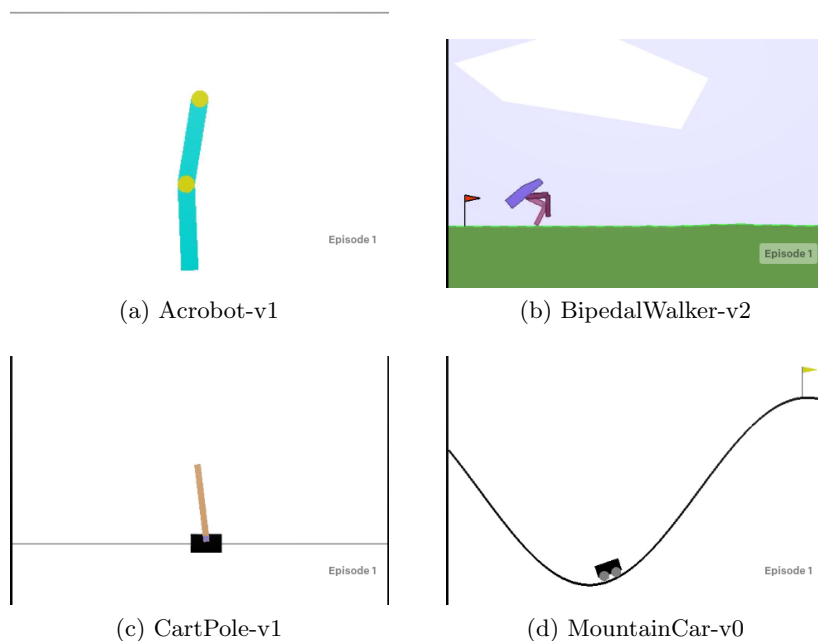 Episode 1
Episode 1
(a) Acrobot-v1
(b) BipedalWalker-v2
Episode 1
Episode 1
(c) CartPole-v1
(d) MountainCar-v0